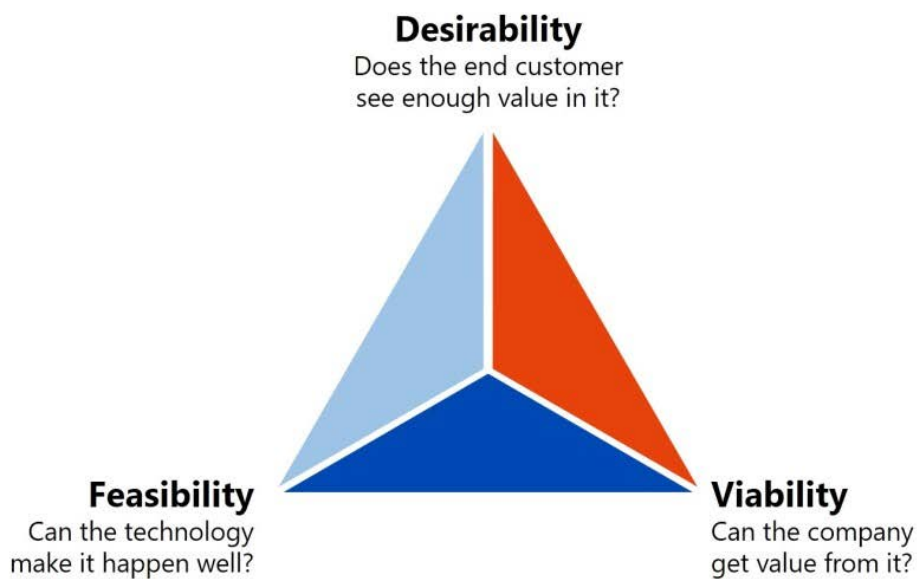 Desirability
Does the end customer
see enough value in it?
Feasibility
Can the technology
make it happen well?
Viability
Can the company
get value from it?